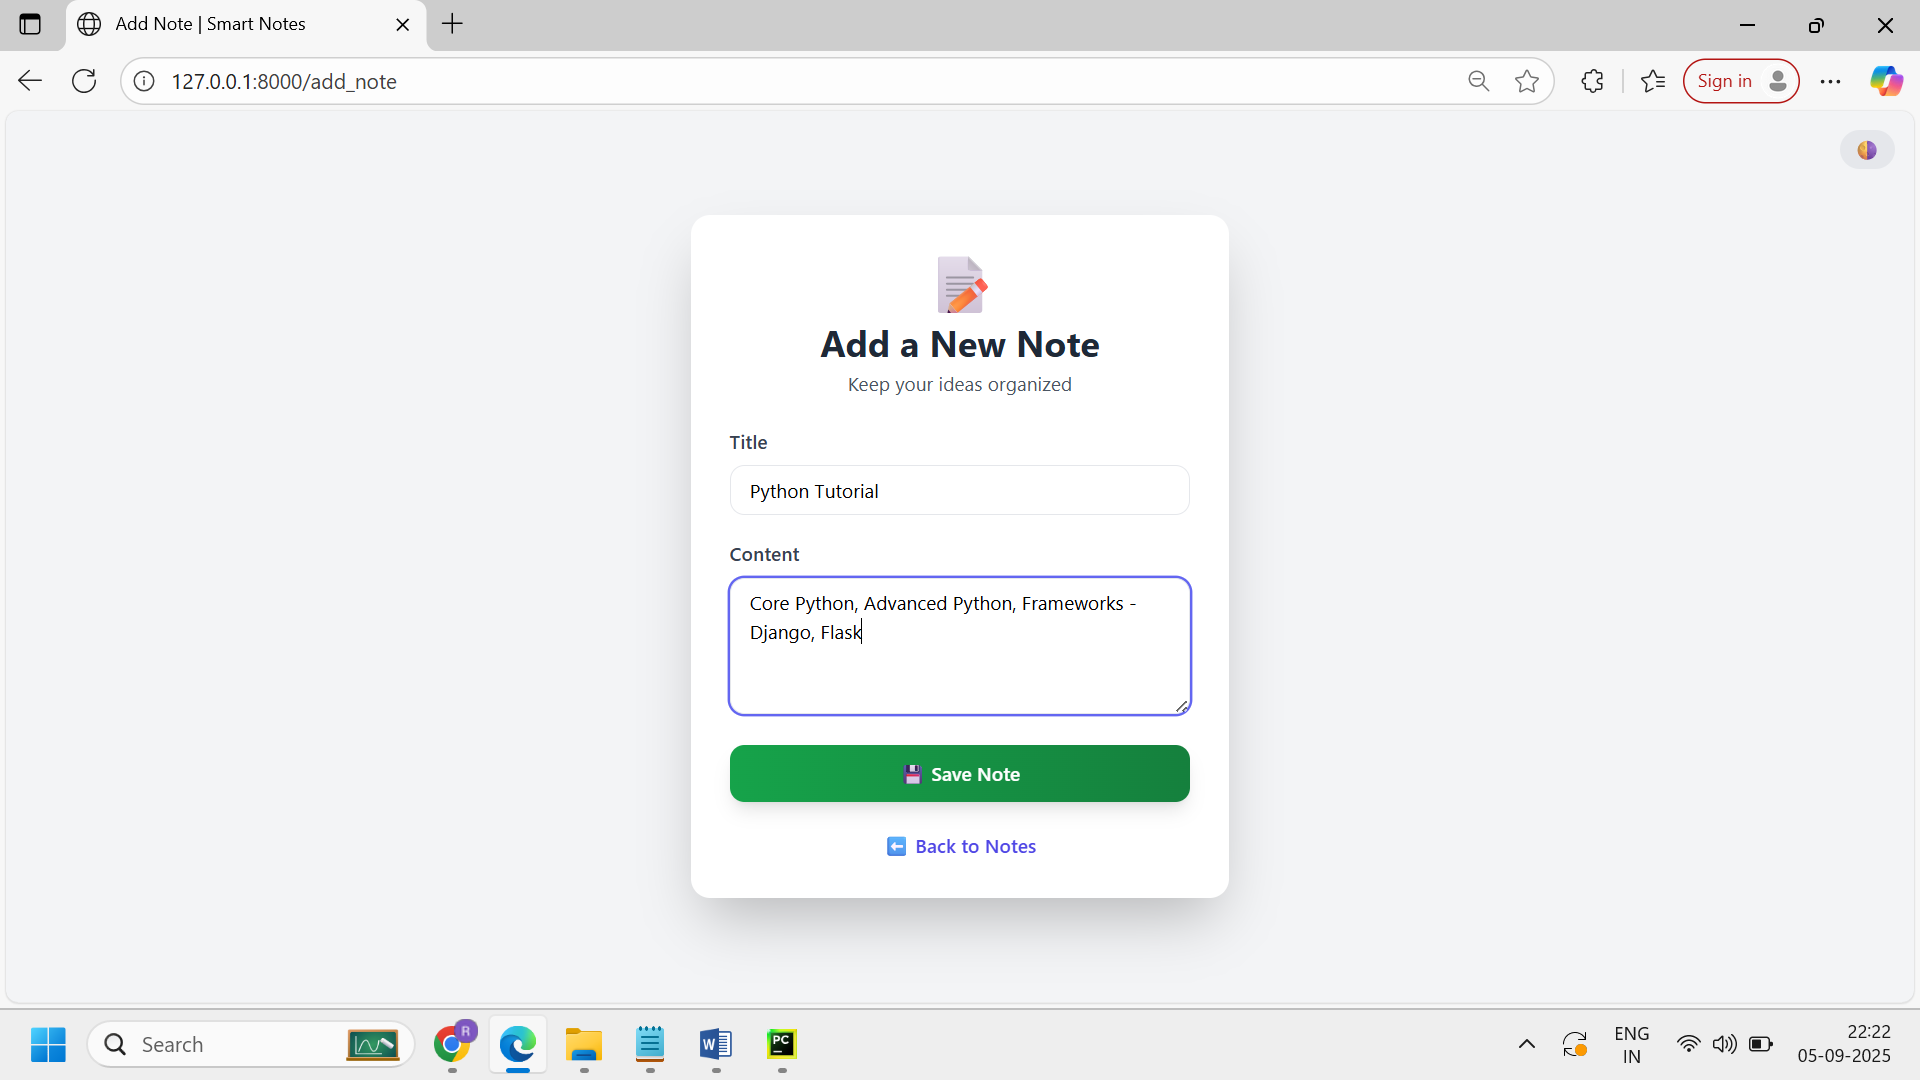 Add Note | Smart Notes
127.0.0.1:8000/add_note
Sign in
Add a New Note
Keep your ideas organized
Title
Python Tutorial
Content
Core Python, Advanced Python, Frameworks -
Django, Flask
Save Note
Back to Notes
Search
R
W
PC
ENG
IN
22:22
05-09-2025